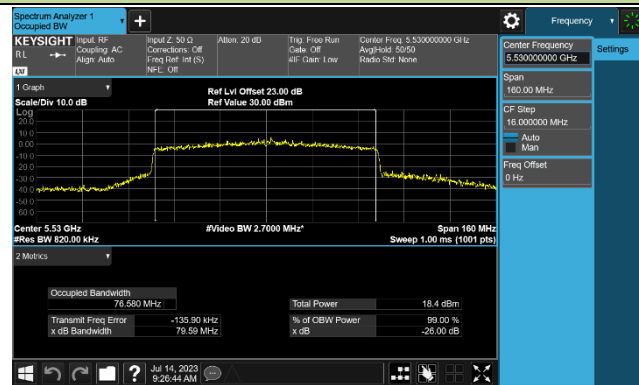 Spectrum Analyzer 1
Occupied BW
Frequency
KEYSIGHT
RL
LXI
Input: RF
Coupling: AC
Align: Auto
Input Z: 50 Ω
Corrections: Off
Freq Ref: Int (S)
NFE: Off
Atten: 20 dB
Trig: Free Run
Gate: Off
#IF Gain: Low
Center Freq: 5.530000000 GHz
Avg|Hold: 50/50
Radio Std: None
Center Frequency
5.530000000 GHz
Settings
Span
160.00 MHz
CF Step
16.000000 MHz
Auto
Man
Freq Offset
0 Hz
1 Graph
Scale/Div 10.0 dB
Ref Lvl Offset 23.00 dB
Ref Value 30.00 dBm
Log
20.0
10.0
0.00
-10.0
-20.0
-30.0
-40.0
-50.0
-60.0
Center 5.53 GHz
#Video BW 2.7000 MHz*
Span 160 MHz
#Res BW 820.00 kHz
Sweep 1.00 ms (1001 pts)
2 Metrics
Occupied Bandwidth
76.580 MHz
Total Power
18.4 dBm
Transmit Freq Error
-135.90 kHz
% of OBW Power
99.00 %
x dB Bandwidth
79.59 MHz
x dB
-26.00 dB
?
Jul 14, 2023
9:26:44 AM